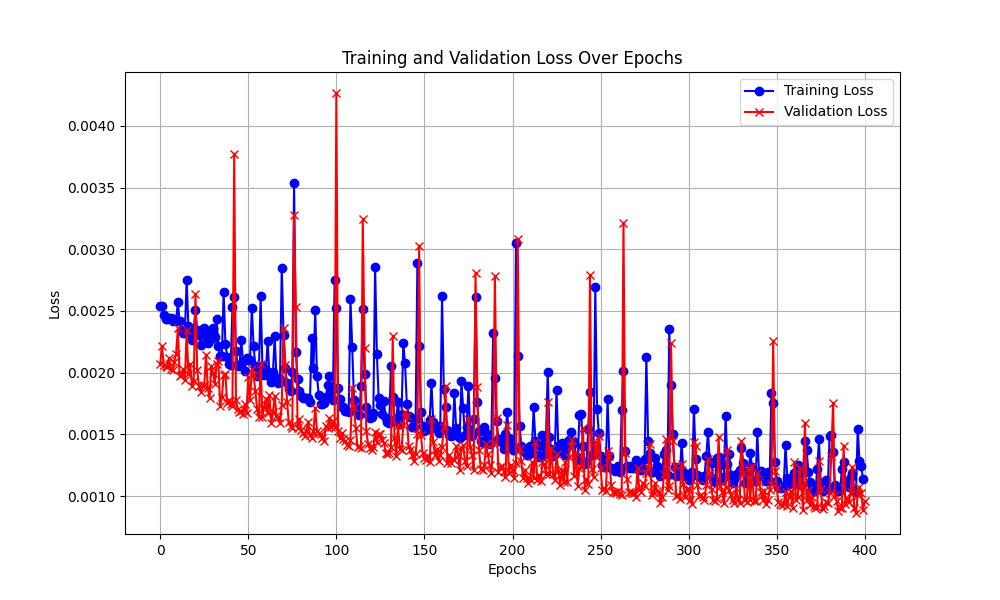 Training and Validation Loss Over Epochs
Training Loss
Validation Loss
0.0040
0.0035
0.0030
0.0025
0.0020
0.0015
0.0010
Loss
0 50 100 150 200 250 300 350 400
Epochs